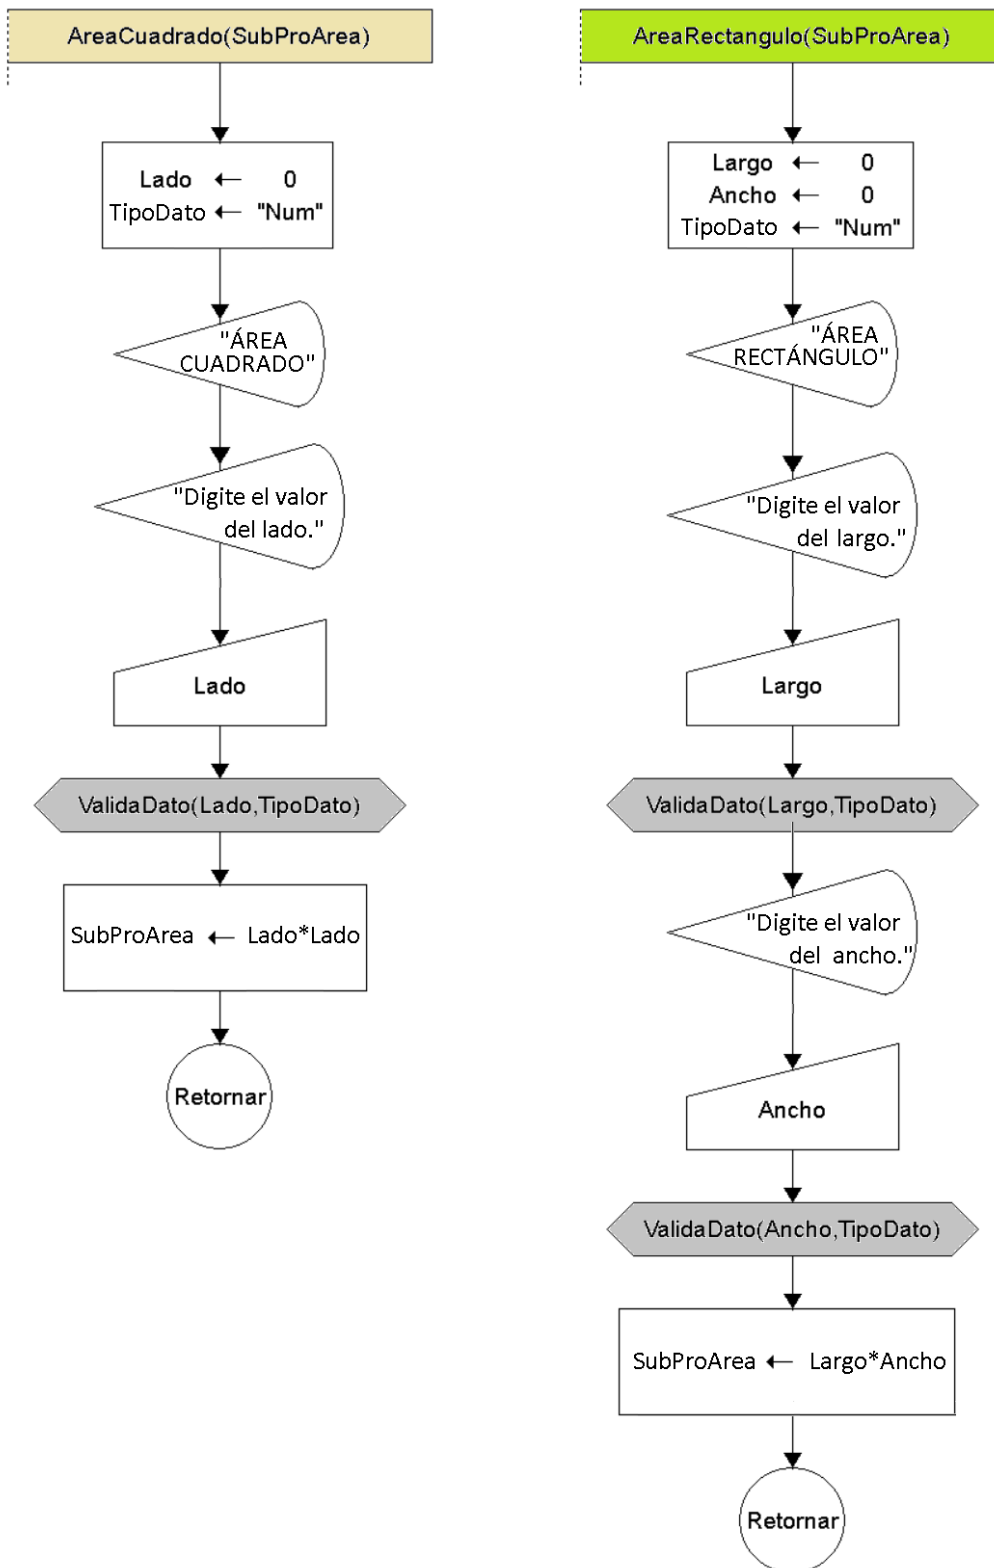 AreaCuadrado(SubProArea)
Lado ← 0
TipoDato ← "Num"
"ÁREA
CUADRADO"
"Digite el valor
del lado."
Lado
ValidaDato(Lado,TipoDato)
SubProArea ← Lado*Lado
Retornar
AreaRectangulo(SubProArea)
Largo ← 0
Ancho ← 0
TipoDato ← "Num"
"ÁREA
RECTÁNGULO"
"Digite el valor
del largo."
Largo
ValidaDato(Largo,TipoDato)
"Digite el valor
del ancho."
Ancho
ValidaDato(Ancho,TipoDato)
SubProArea ← Largo*Ancho
Retornar